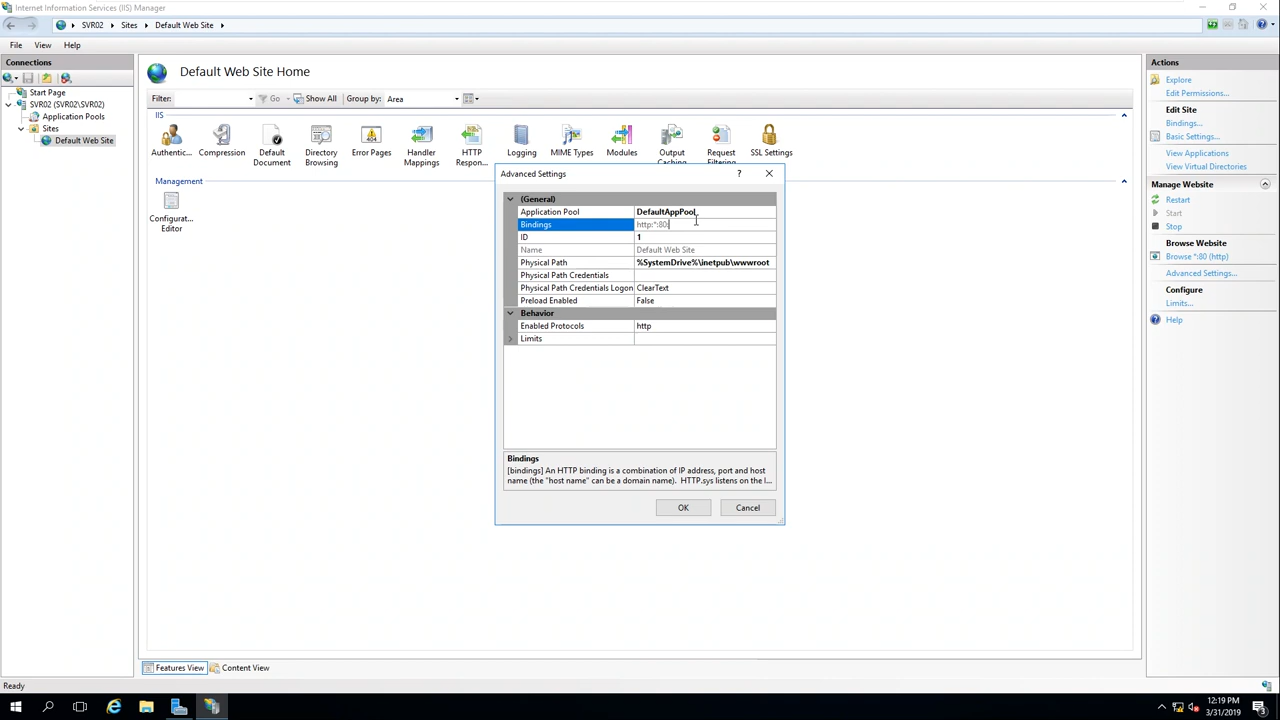 Internet Information Services (IIS) Manager
SVR02
Sites
Default Web Site
File
View
Help
Connections
Start Page
SVR02 (SVR02\SVR02)
Application Pools
Sites
Default Web Site
Default Web Site Home
Filter:
Go
Show All
Group by:
Area
IIS
Authentic...
Compression
Default Document
Directory Browsing
Error Pages
Handler Mappings
HTTP Respon...
Logging
MIME Types
Modules
Output Caching
Request Filtering
SSL Settings
Management
Configurat... Editor
Advanced Settings
?
(General)
Application Pool
DefaultAppPool
Bindings
http:*:80:
ID
1
Name
Default Web Site
Physical Path
%SystemDrive%\inetpub\wwwroot
Physical Path Credentials
Physical Path Credentials Logon
ClearText
Preload Enabled
False
Behavior
Enabled Protocols
http
Limits
Bindings
[bindings] An HTTP binding is a combination of IP address, port and host
name (the "host name" can be a domain name). HTTP.sys listens on the l...
OK
Cancel
Actions
Explore
Edit Permissions...
Edit Site
Bindings...
Basic Settings...
View Applications
View Virtual Directories
Manage Website
Restart
Start
Stop
Browse Website
Browse *:80 (http)
Advanced Settings...
Configure
Limits...
Help
Features View
Content View
Ready
12:19 PM
3/31/2019